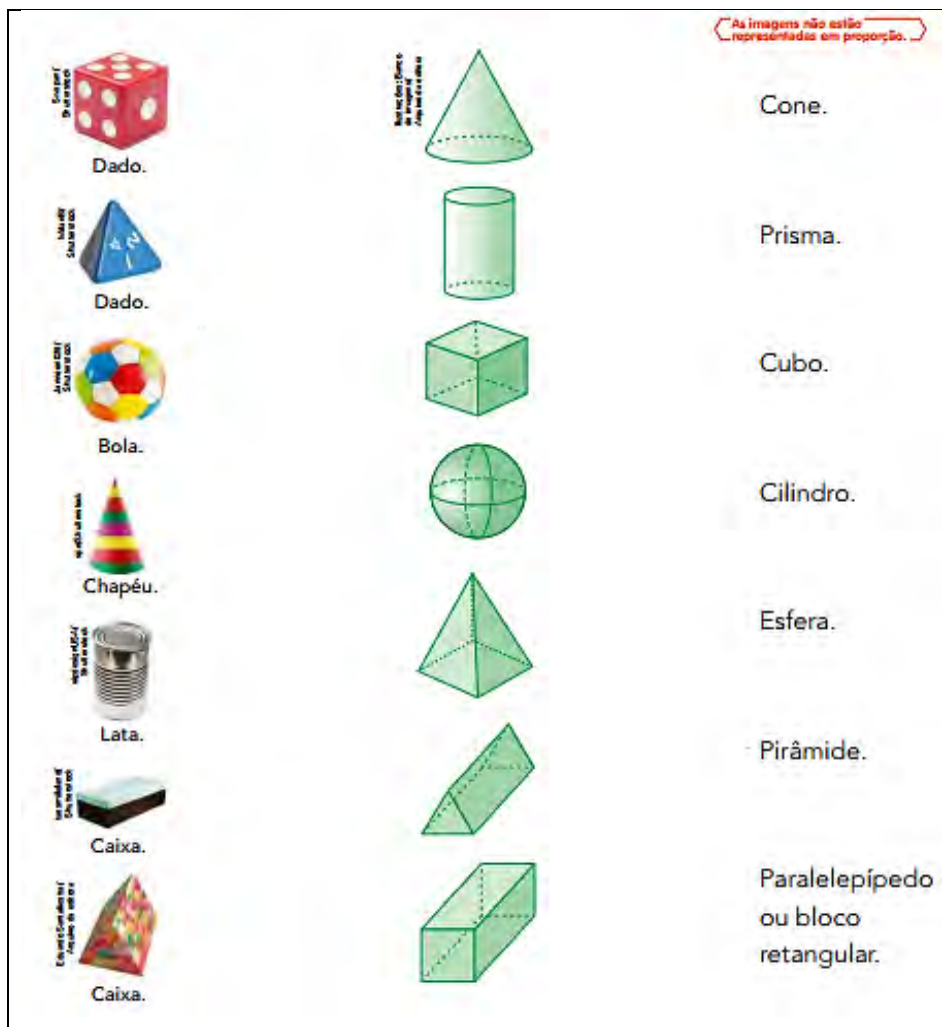 As imagens não estão
representadas em proporção.
Dado.
Cone.
Dado.
Prisma.
Bola.
Cubo.
Chapéu.
Cilindro.
Lata.
Esfera.
Caixa.
Pirâmide.
Caixa.
Paralelepípedo
ou bloco
retangular.